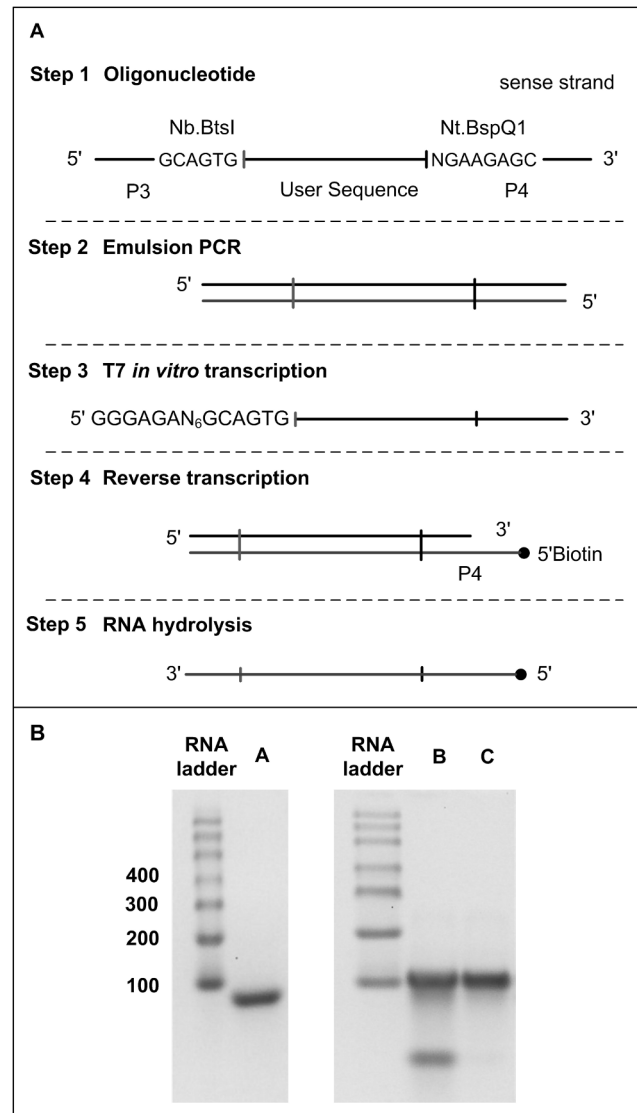 A
Step 1 Oligonucleotide
sense strand
Nb.BtsI Nt.BspQ1
5' GCAGTG NGAAGAGC 3'
P3 User Sequence P4
Step 2 Emulsion PCR
5'
5'
Step 3 T7 in vitro transcription
5' GGGAGAN₆GCAGTG 3'
Step 4 Reverse transcription
5' 3'
5'Biotin
P4
Step 5 RNA hydrolysis
3' 5'
B
RNA ladder A
RNA ladder B C
400
300
200
100